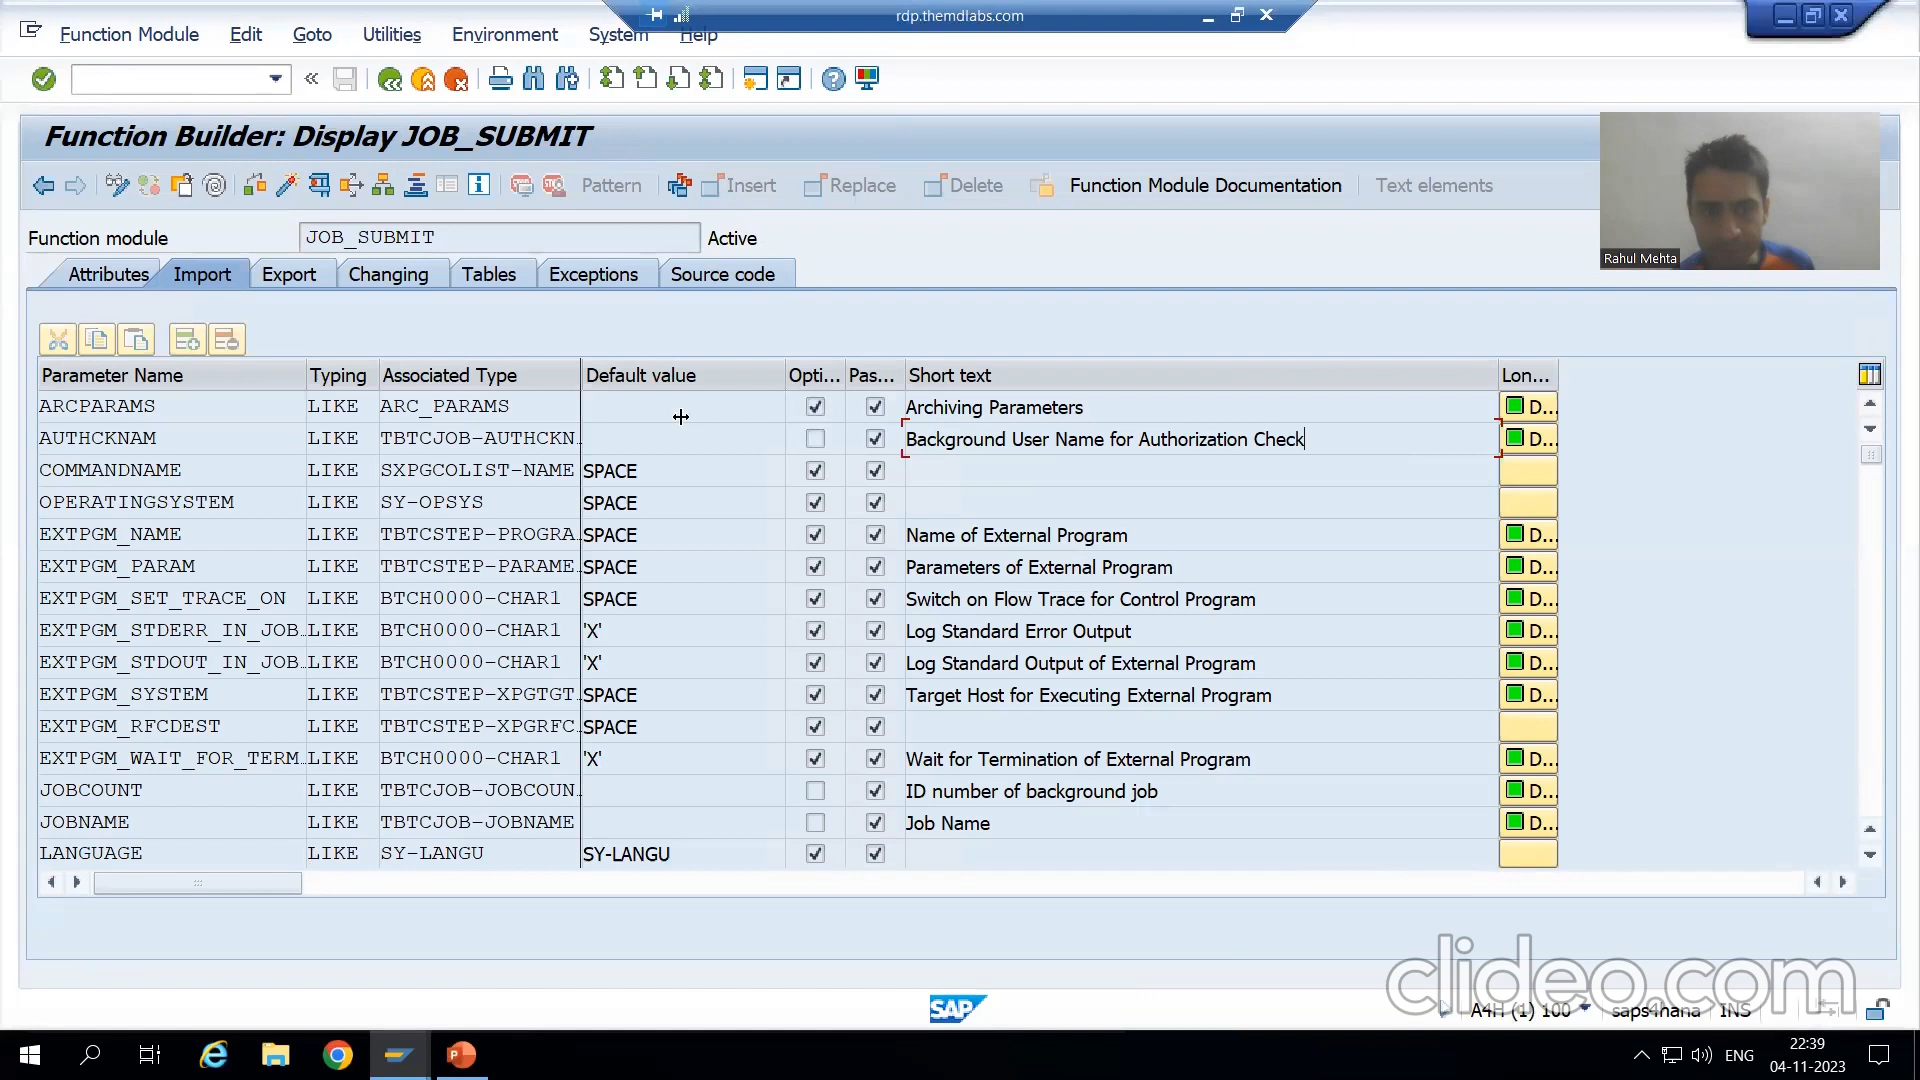 rdp.themdlabs.com
Function Module Edit Goto Utilities Environment System Help
Function Builder: Display JOB_SUBMIT
Pattern Insert Replace Delete Function Module Documentation Text elements
Function module JOB_SUBMIT Active
Rahul Mehta
Attributes Import Export Changing Tables Exceptions Source code
Parameter Name Typing Associated Type Default value Opti... Pas... Short text Lon...
ARCPARAMS LIKE ARC_PARAMS Archiving Parameters D...
AUTHCKNAM LIKE TBTCJOB-AUTHCKN. Background User Name for Authorization Check D...
COMMANDNAME LIKE SXPGCOLIST-NAME SPACE
OPERATINGSYSTEM LIKE SY-OPSYS SPACE
EXTPGM_NAME LIKE TBTCSTEP-PROGRA. SPACE Name of External Program D...
EXTPGM_PARAM LIKE TBTCSTEP-PARAME. SPACE Parameters of External Program D...
EXTPGM_SET_TRACE_ON LIKE BTCH0000-CHAR1 SPACE Switch on Flow Trace for Control Program D...
EXTPGM_STDERR_IN_JOB. LIKE BTCH0000-CHAR1 'X' Log Standard Error Output D...
EXTPGM_STDOUT_IN_JOB. LIKE BTCH0000-CHAR1 'X' Log Standard Output of External Program D...
EXTPGM_SYSTEM LIKE TBTCSTEP-XPGTGT. SPACE Target Host for Executing External Program D...
EXTPGM_RFCDEST LIKE TBTCSTEP-XPGRFC. SPACE
EXTPGM_WAIT_FOR_TERM. LIKE BTCH0000-CHAR1 'X' Wait for Termination of External Program D...
JOBCOUNT LIKE TBTCJOB-JOBCOUN. ID number of background job D...
JOBNAME LIKE TBTCJOB-JOBNAME Job Name D...
LANGUAGE LIKE SY-LANGU SY-LANGU
clideo.com
SAP
A4H (1) 100 saps4hana INS
ENG
22:39
04-11-2023